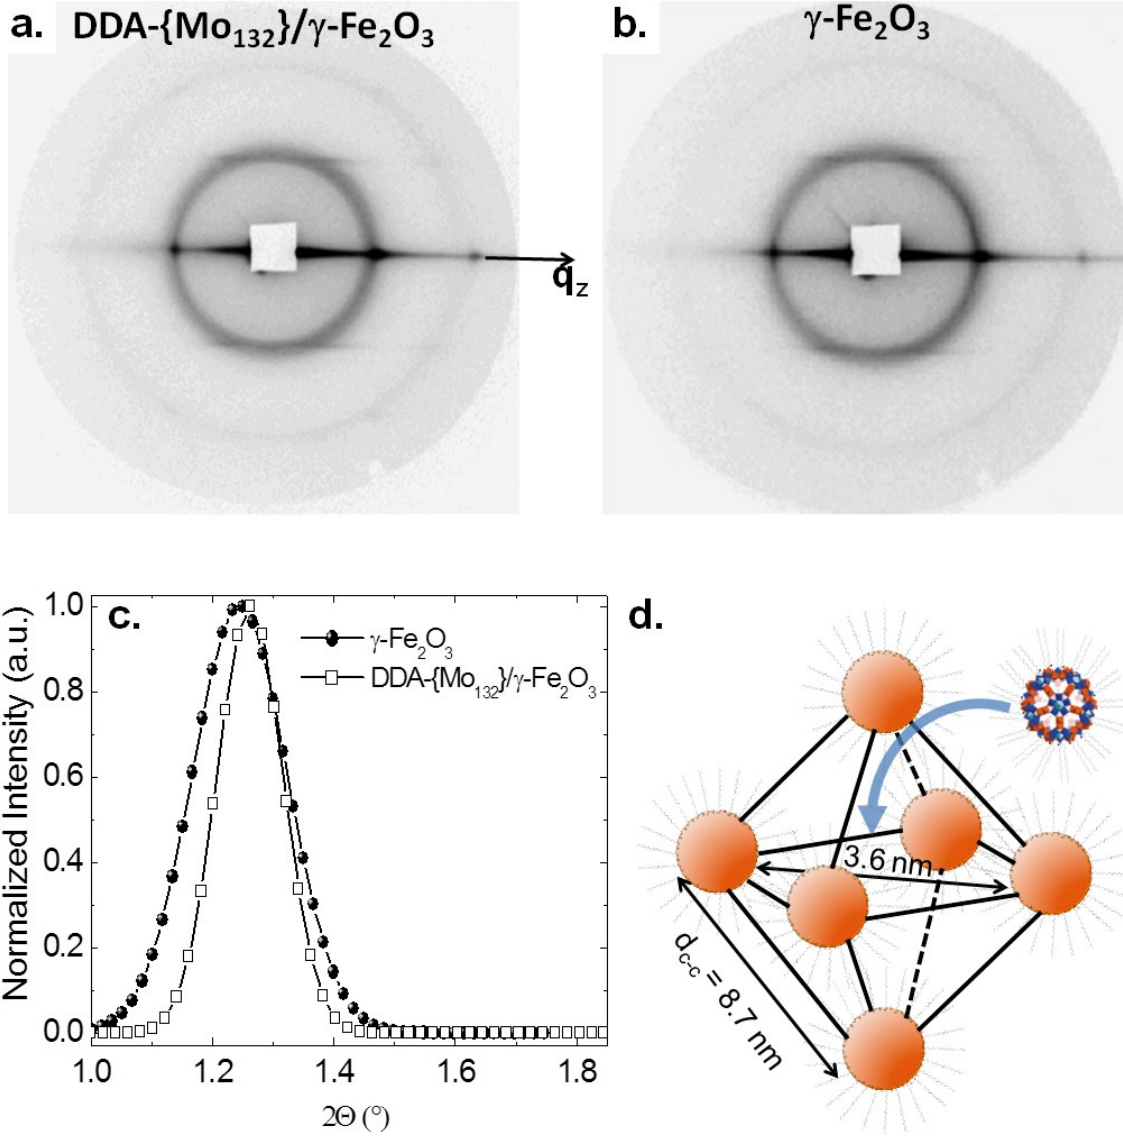 a. DDA-{Mo₁₃₂}/γ-Fe₂O₃
b. γ-Fe₂O₃
q_z
c.
Normalized Intensity (a.u.)
1.0
0.8
0.6
0.4
0.2
0.0
γ-Fe₂O₃
DDA-{Mo₁₃₂}/γ-Fe₂O₃
1.0 1.2 1.4 1.6 1.8
2Θ (°)
d.
3.6 nm
d_c-c = 8.7 nm